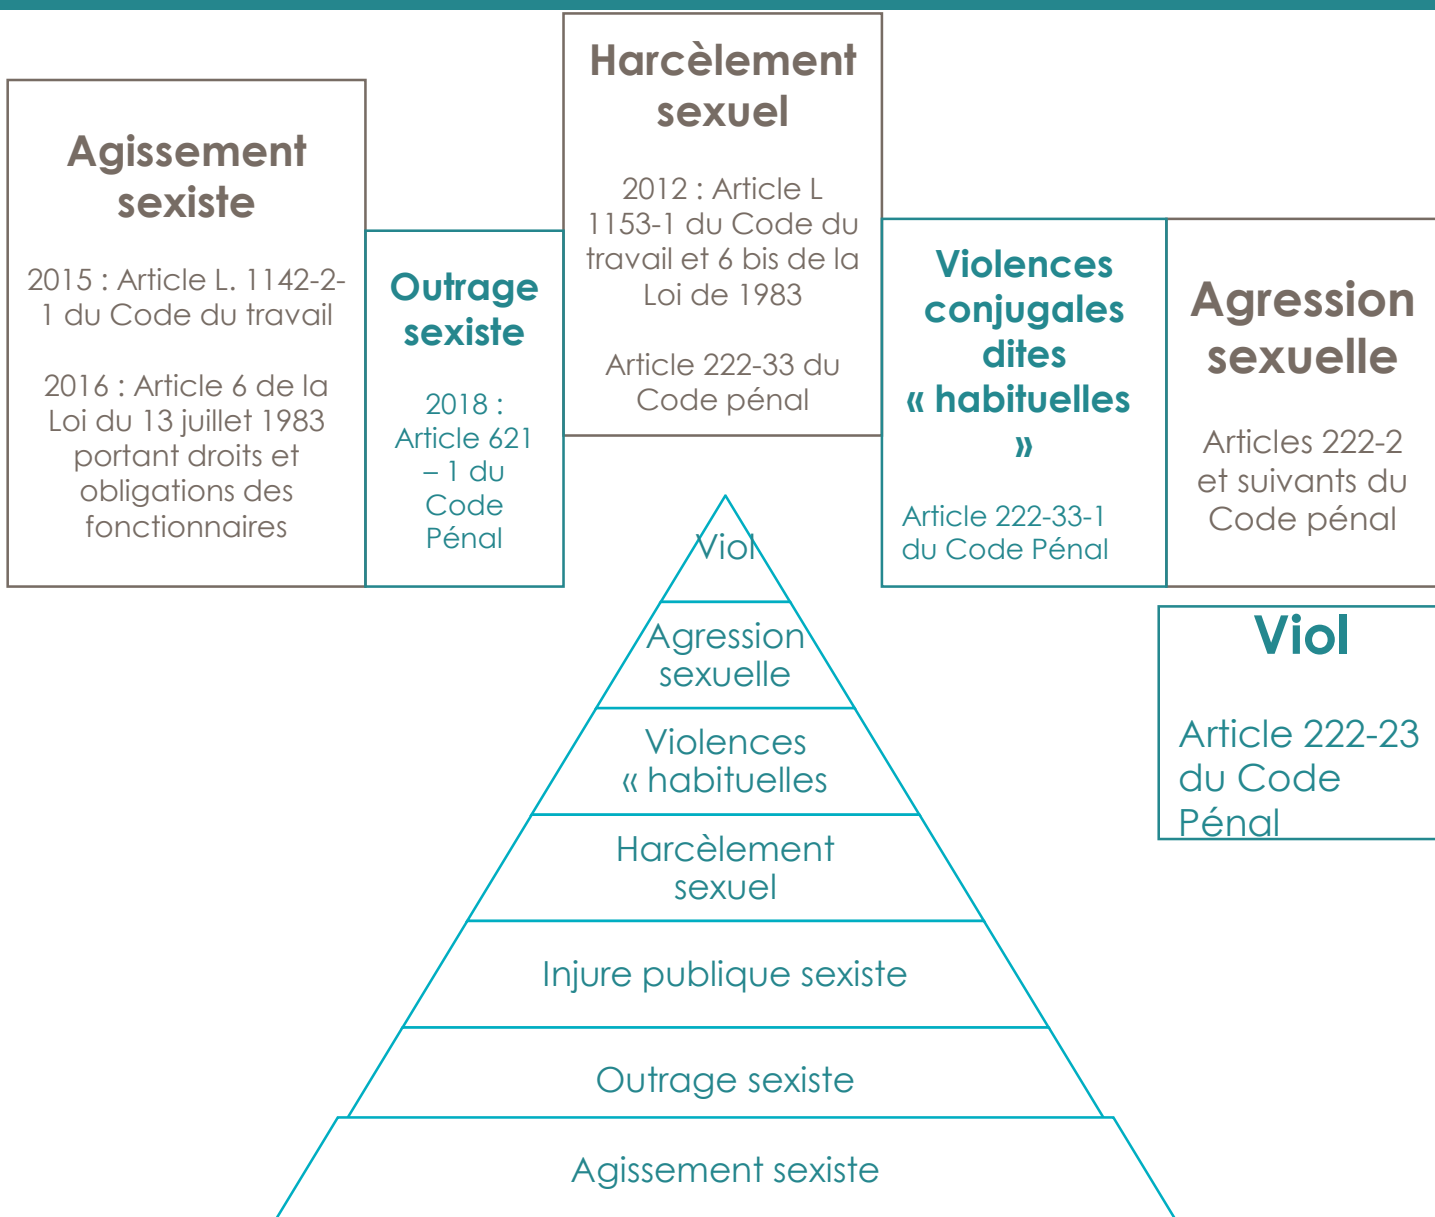 Agissement
sexiste
2015 : Article L. 1142-2-
1 du Code du travail
2016 : Article 6 de la
Loi du 13 juillet 1983
portant droits et
obligations des
fonctionnaires
Outrage
sexiste
2018 :
Article 621
– 1 du
Code
Pénal
Harcèlement
sexuel
2012 : Article L
1153-1 du Code du
travail et 6 bis de la
Loi de 1983
Article 222-33 du
Code pénal
Violences
conjugales
dites
« habituelles
»
Article 222-33-1
du Code Pénal
Agression
sexuelle
Articles 222-2
et suivants du
Code pénal
Viol
Article 222-23
du Code
Pénal
Viol
Agression
sexuelle
Violences
« habituelles
Harcèlement
sexuel
Injure publique sexiste
Outrage sexiste
Agissement sexiste